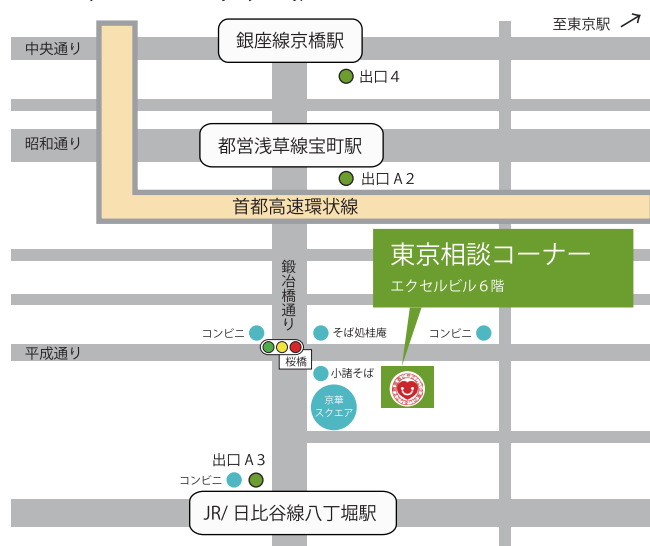 至東京駅
中央通り
銀座線京橋駅
出口4
昭和通り
都営浅草線宝町駅
出口A2
首都高速環状線
鍛冶橋通り
東京相談コーナー
エクセルビル6階
コンビニ
そば処桂庵
コンビニ
平成通り
桜橋
小諸そば
京華
スクエア
出口A3
コンビニ
JR/日比谷線八丁堀駅